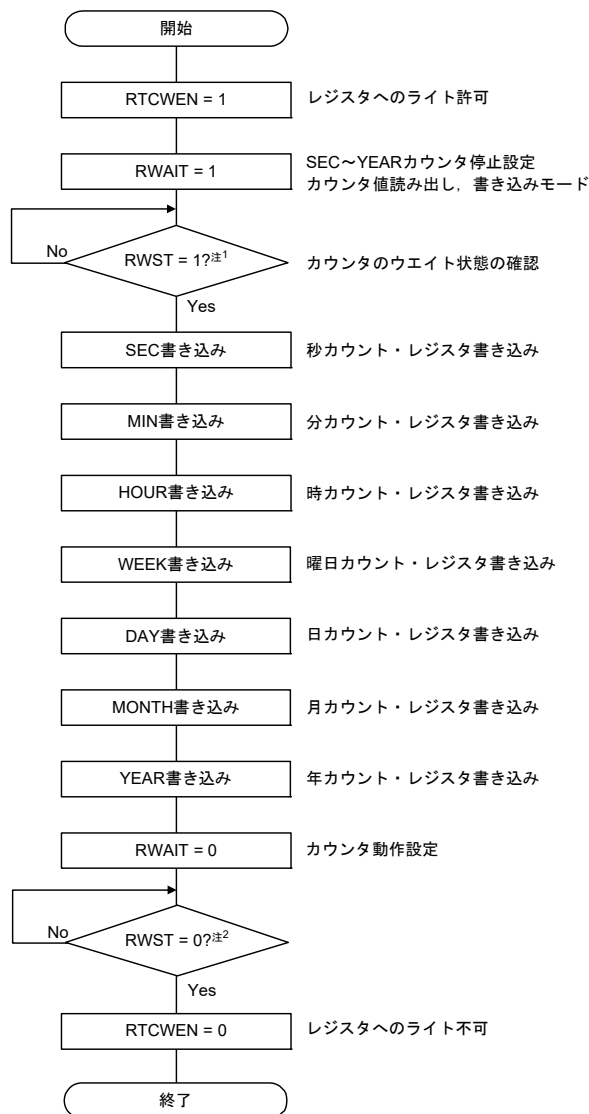 開始
RTCWEN = 1
レジスタへのライト許可
RWAIT = 1
SEC～YEARカウンタ停止設定
カウンタ値読み出し，書き込みモード
No
RWST = 1?注1
カウンタのウエイト状態の確認
Yes
SEC書き込み
秒カウント・レジスタ書き込み
MIN書き込み
分カウント・レジスタ書き込み
HOUR書き込み
時カウント・レジスタ書き込み
WEEK書き込み
曜日カウント・レジスタ書き込み
DAY書き込み
日カウント・レジスタ書き込み
MONTH書き込み
月カウント・レジスタ書き込み
YEAR書き込み
年カウント・レジスタ書き込み
RWAIT = 0
カウンタ動作設定
No
RWST = 0?注2
Yes
RTCWEN = 0
レジスタへのライト不可
終了